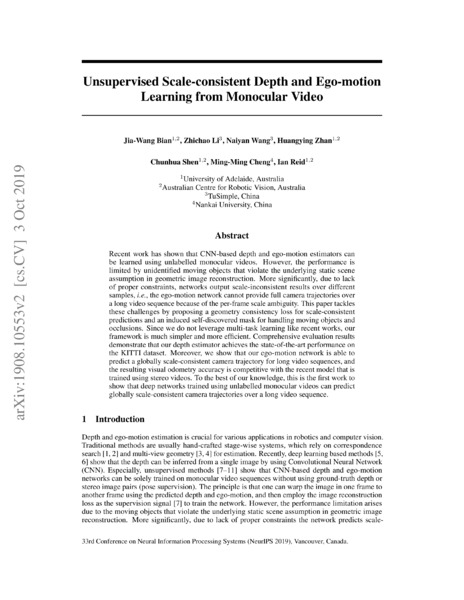 Unsupervised Scale-consistent Depth and Ego-motion
Learning from Monocular Video
Jia-Wang Bian1,2, Zhichao Li3, Naiyan Wang3, Huangying Zhan1,2
Chunhua Shen1,2, Ming-Ming Cheng4, Ian Reid1,2
1University of Adelaide, Australia
2Australian Centre for Robotic Vision, Australia
3TuSimple, China
4Nankai University, China
Abstract
Recent work has shown that CNN-based depth and ego-motion estimators can
be learned using unlabelled monocular videos. However, the performance is
limited by unidentified moving objects that violate the underlying static scene
assumption in geometric image reconstruction. More significantly, due to lack
of proper constraints, networks output scale-inconsistent results over different
samples, i.e., the ego-motion network cannot provide full camera trajectories over
a long video sequence because of the per-frame scale ambiguity. This paper tackles
these challenges by proposing a geometry consistency loss for scale-consistent
predictions and an induced self-discovered mask for handling moving objects and
occlusions. Since we do not leverage multi-task learning like recent works, our
framework is much simpler and more efficient. Comprehensive evaluation results
demonstrate that our depth estimator achieves the state-of-the-art performance on
the KITTI dataset. Moreover, we show that our ego-motion network is able to
predict a globally scale-consistent camera trajectory for long video sequences, and
the resulting visual odometry accuracy is competitive with the recent model that is
trained using stereo videos. To the best of our knowledge, this is the first work to
show that deep networks trained using unlabelled monocular videos can predict
globally scale-consistent camera trajectories over a long video sequence.
1 Introduction
Depth and ego-motion estimation is crucial for various applications in robotics and computer vision.
Traditional methods are usually hand-crafted stage-wise systems, which rely on correspondence
search [1, 2] and multi-view geometry [3, 4] for estimation. Recently, deep learning based methods [5,
6] show that the depth can be inferred from a single image by using Convolutional Neural Network
(CNN). Especially, unsupervised methods [7–11] show that CNN-based depth and ego-motion
networks can be solely trained on monocular video sequences without using ground-truth depth or
stereo image pairs (pose supervision). The principle is that one can warp the image in one frame to
another frame using the predicted depth and ego-motion, and then employ the image reconstruction
loss as the supervision signal [7] to train the network. However, the performance limitation arises
due to the moving objects that violate the underlying static scene assumption in geometric image
reconstruction. More significantly, due to lack of proper constraints the network predicts scale-
33rd Conference on Neural Information Processing Systems (NeurIPS 2019), Vancouver, Canada.
arXiv:1908.10553v2 [cs.CV] 3 Oct 2019